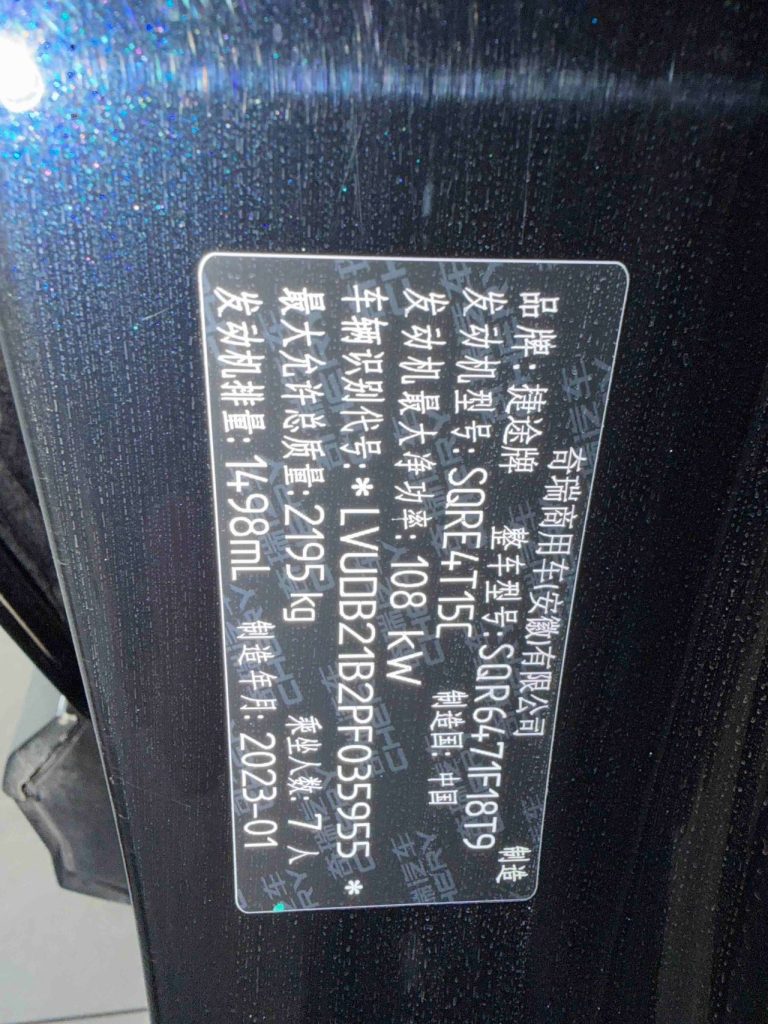 奇瑞商用车(安徽)有限公司 制造
品牌:捷途牌 整车型号:SQR6471F18T9
发动机型号:SQRE4T15C 制造国:中国
发动机最大净功率:108 kW
车辆识别代号:*LVUDB21B2PF035955*
最大允许总质量:2195kg 乘坐人数:7人
发动机排量:1498mL 制造年月:2023-01